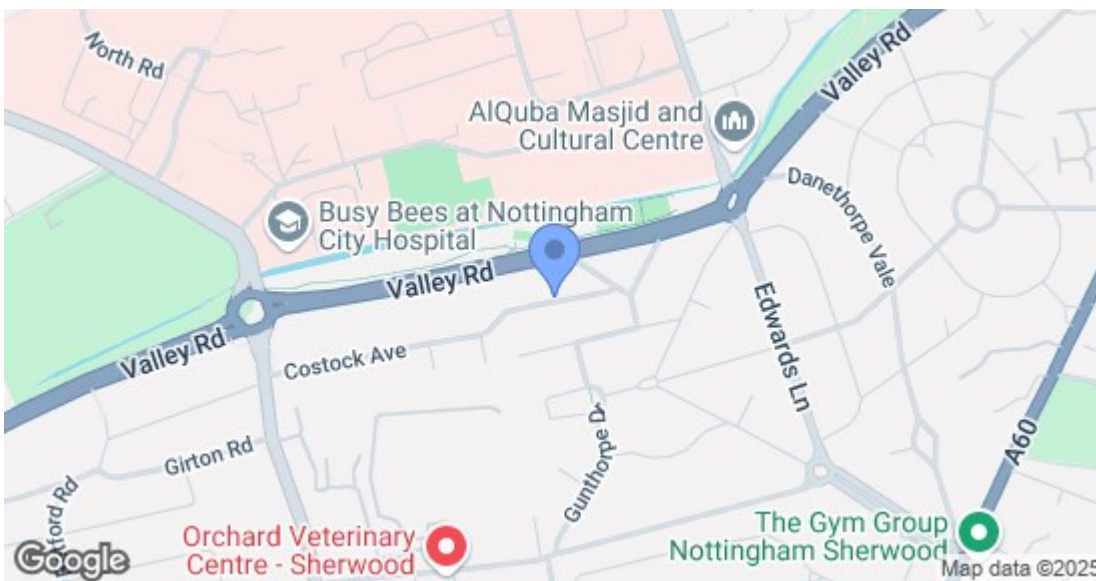 North Rd
Valley Rd
AlQuba Masjid and
Cultural Centre
Danethorpe Vale
Busy Bees at Nottingham
City Hospital
Valley Rd
Edwards Ln
Valley Rd
Costock Ave
Gunthorpe Dr
A60
Girton Rd
Orchard Veterinary
Centre - Sherwood
The Gym Group
Nottingham Sherwood
Google
Map data ©2025